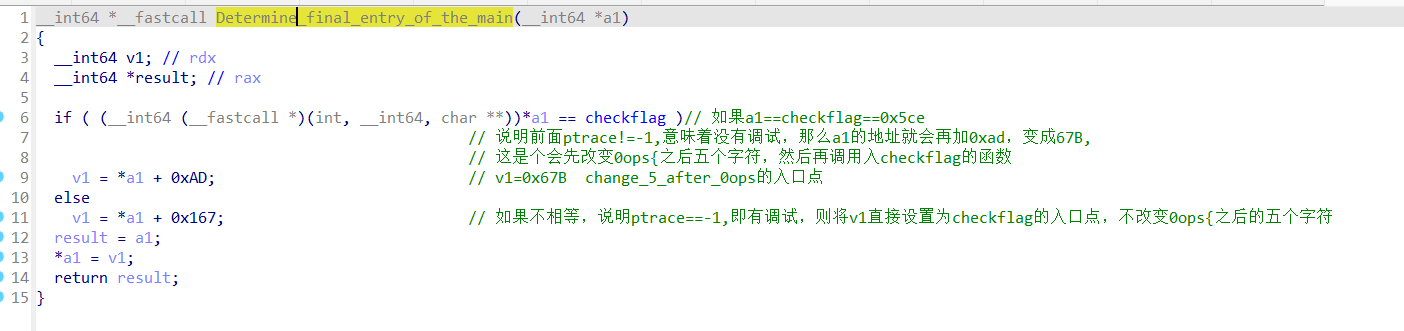 1 __int64 *__fastcall Determine_final_entry_of_the_main(__int64 *a1)
2 {
3 __int64 v1; // rdx
4 __int64 *result; // rax
5
6 if ( (__int64 (__fastcall *)(int, __int64, char **))*a1 == checkflag )// 如果a1==checkflag==0x5ce
7 // 说明前面ptrace!=-1,意味着没有调试，那么a1的地址就会再加0xad，变成67B,
8 // 这是个会先改变0ops{之后五个字符，然后再调用入checkflag的函数
9 v1 = *a1 + 0xAD; // v1=0x67B change_5_after_0ops的入口点
10 else
11 v1 = *a1 + 0x167; // 如果不相等，说明ptrace==-1,即有调试，则将v1直接设置为checkflag的入口点，不改变0ops{之后的五个字符
12 result = a1;
13 *a1 = v1;
14 return result;
15 }